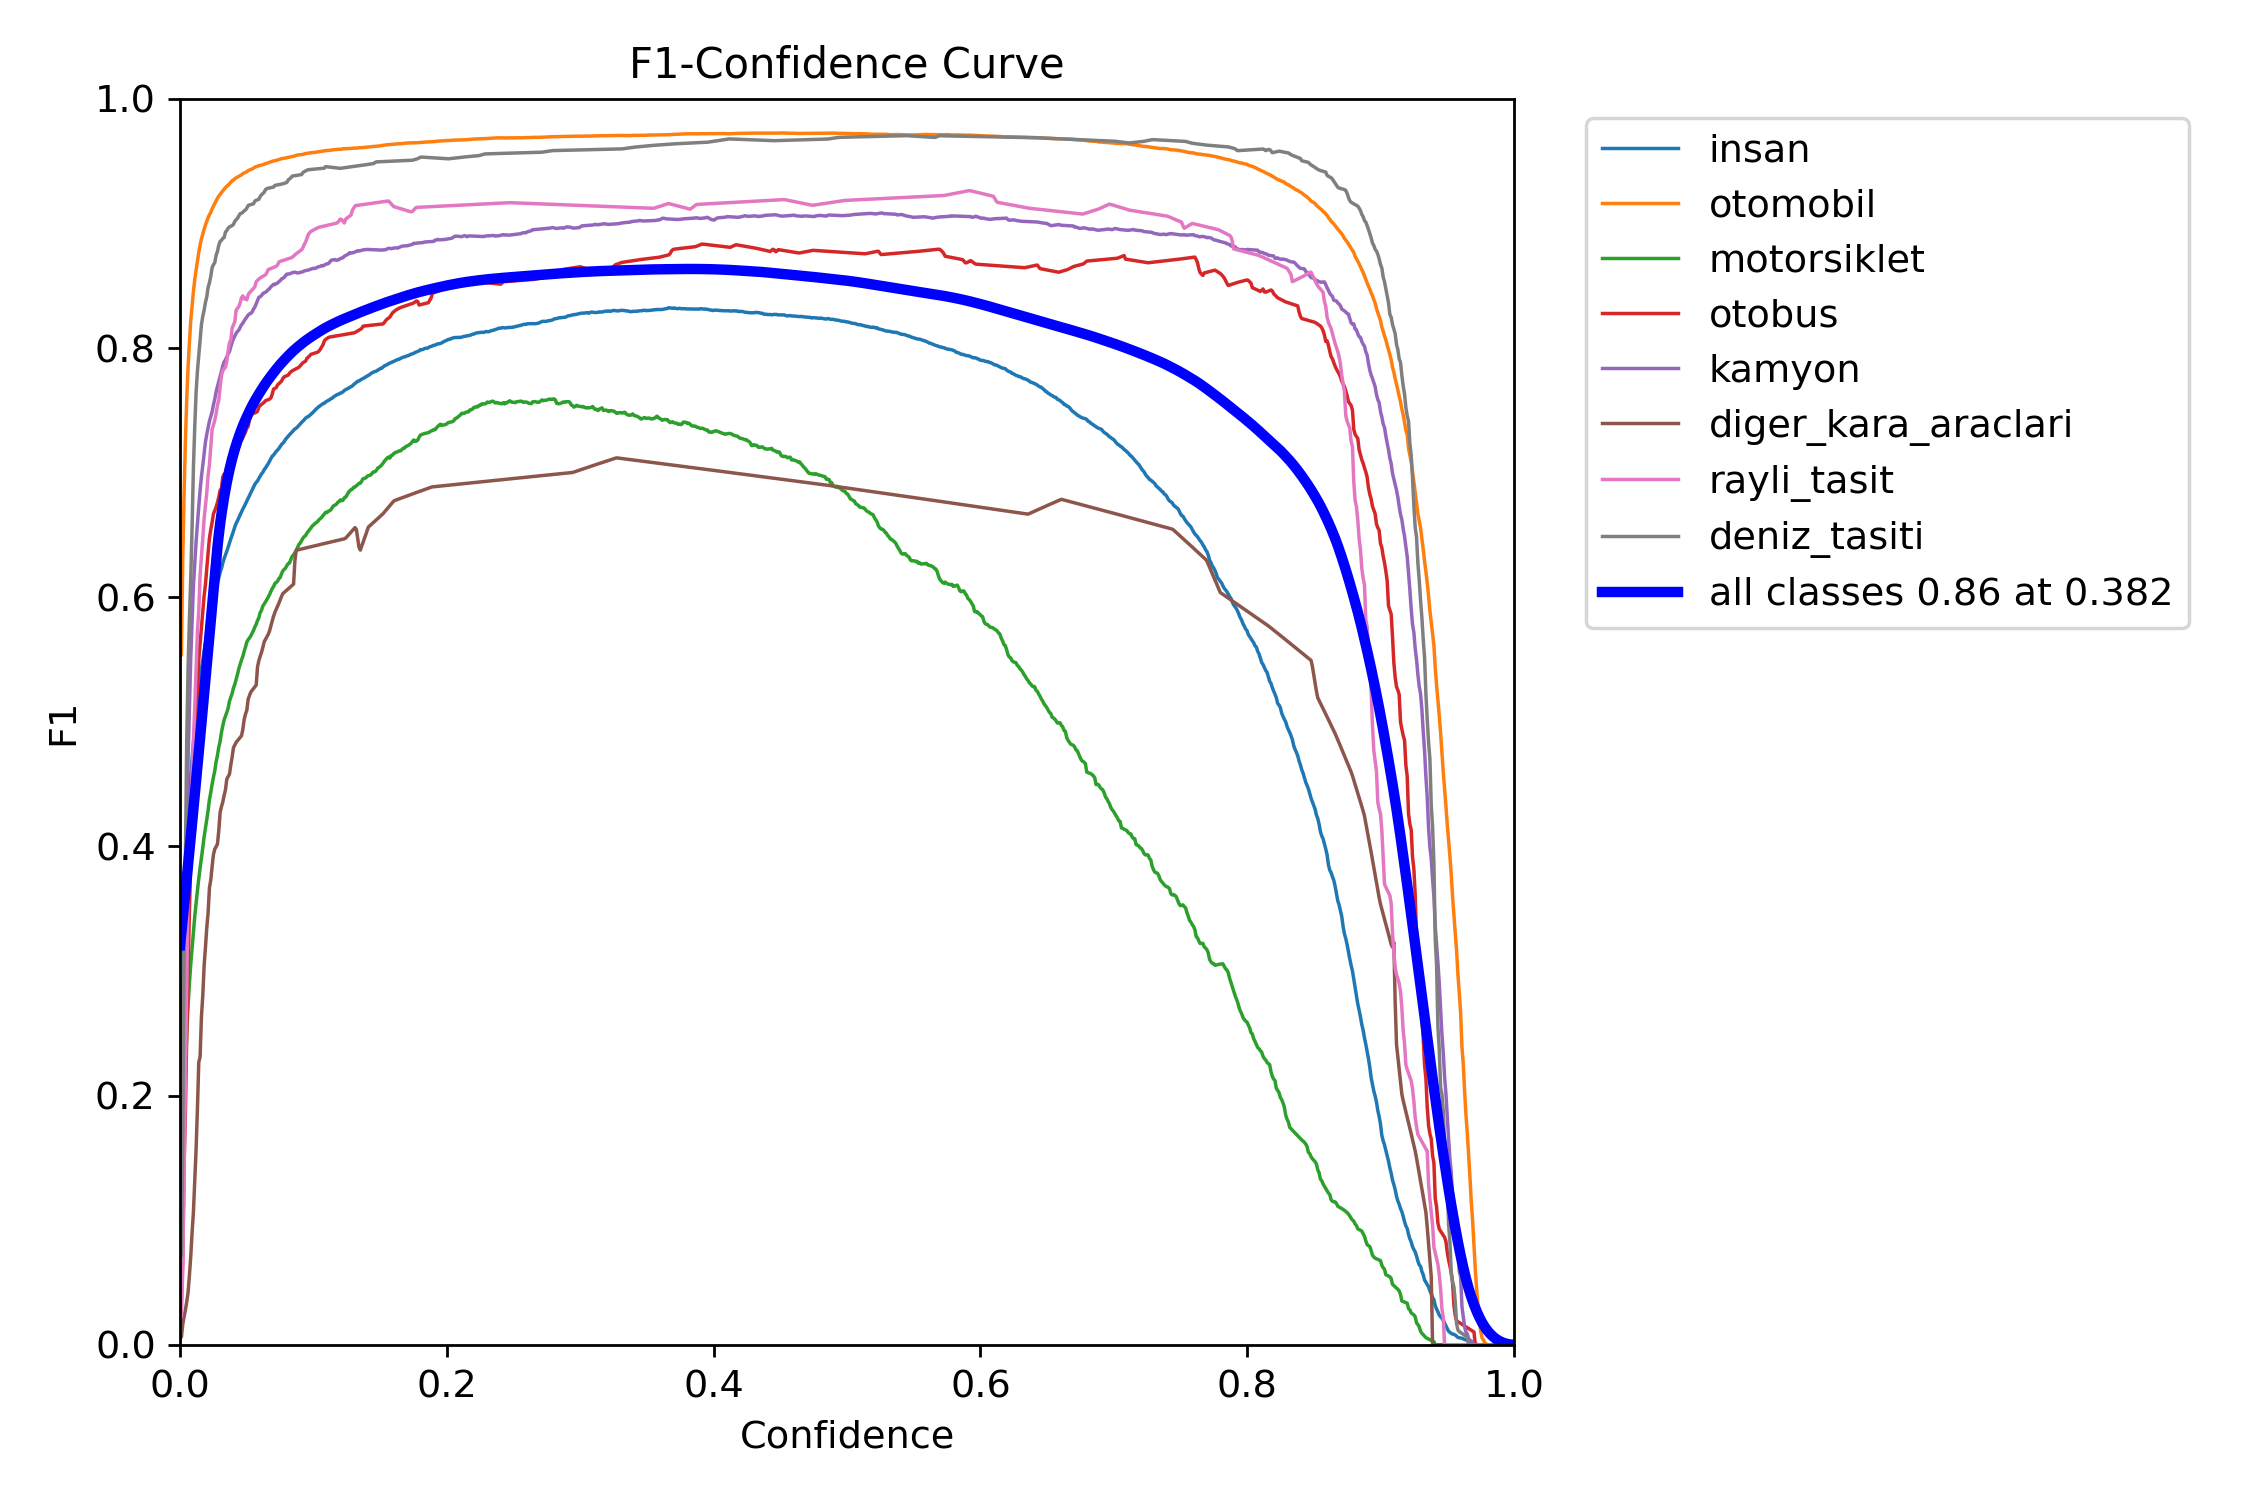 F1-Confidence Curve
1.0
0.8
0.6
0.4
0.2
0.0
F1
0.0 0.2 0.4 0.6 0.8 1.0
Confidence
insan
otomobil
motorsiklet
otobus
kamyon
diger_kara_araclari
rayli_tasit
deniz_tasiti
all classes 0.86 at 0.382